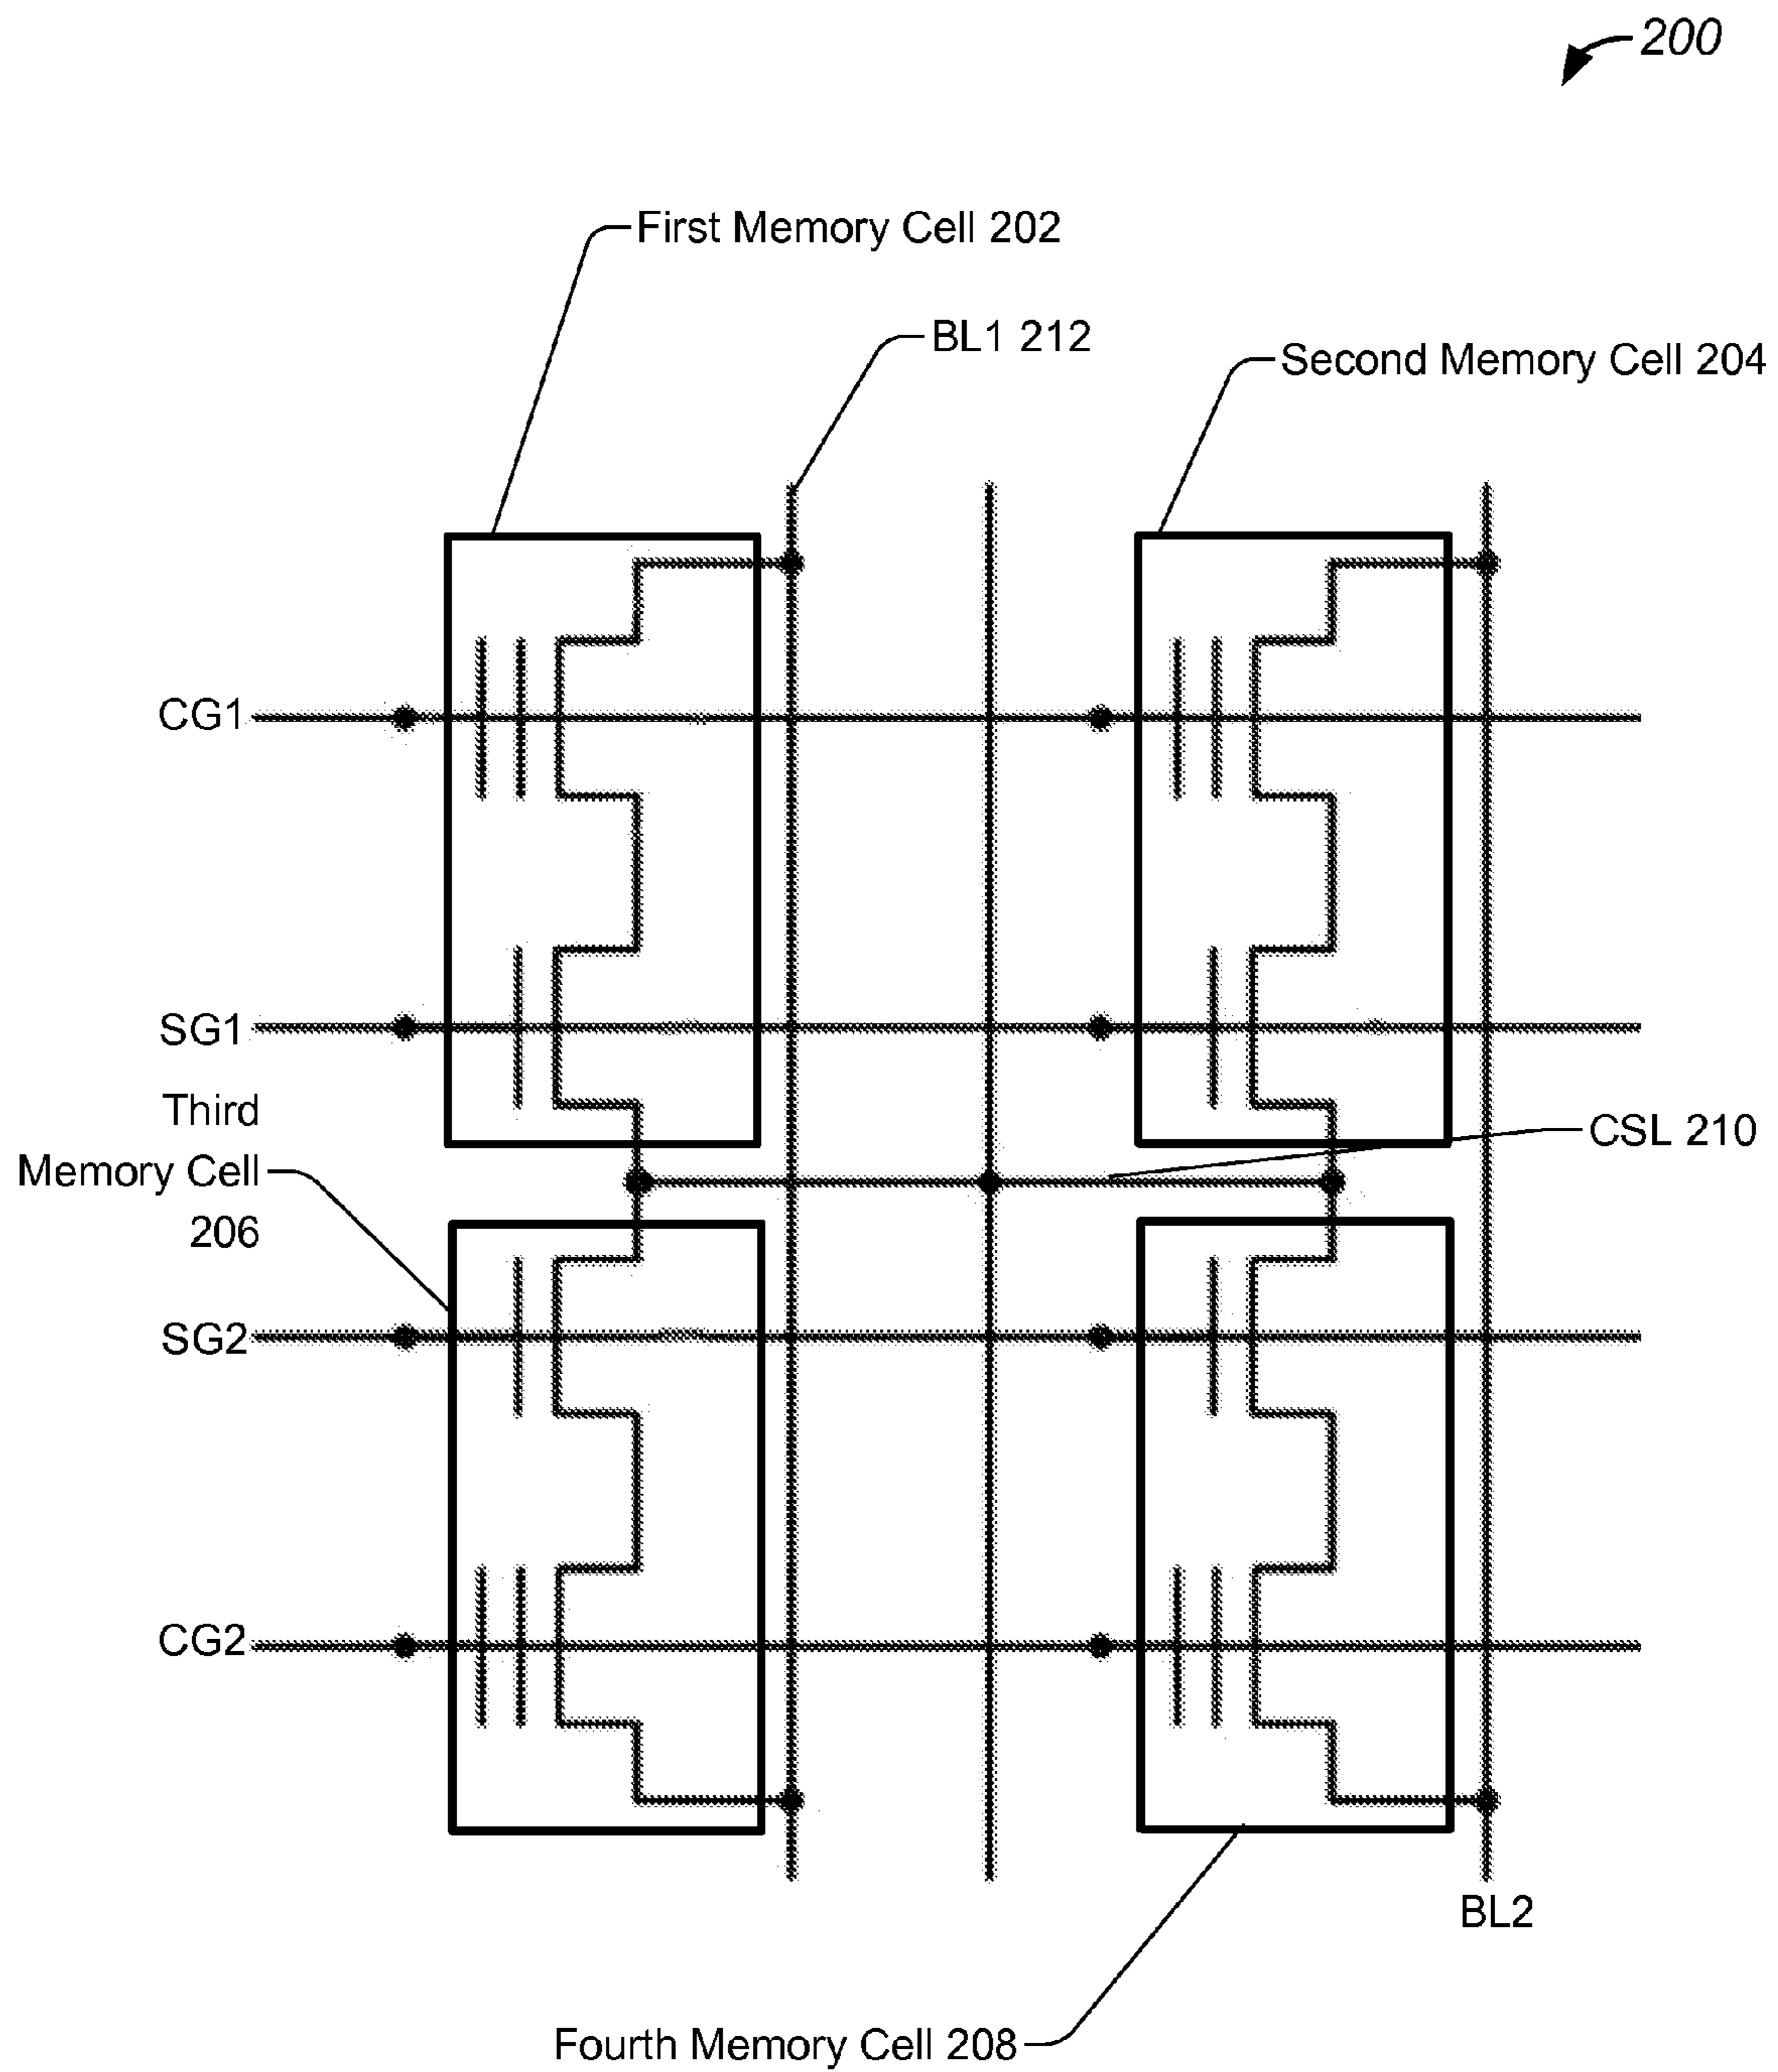 200
First Memory Cell 202
BL1 212
Second Memory Cell 204
CG1
SG1
Third
Memory Cell
206
CSL 210
SG2
CG2
BL2
Fourth Memory Cell 208